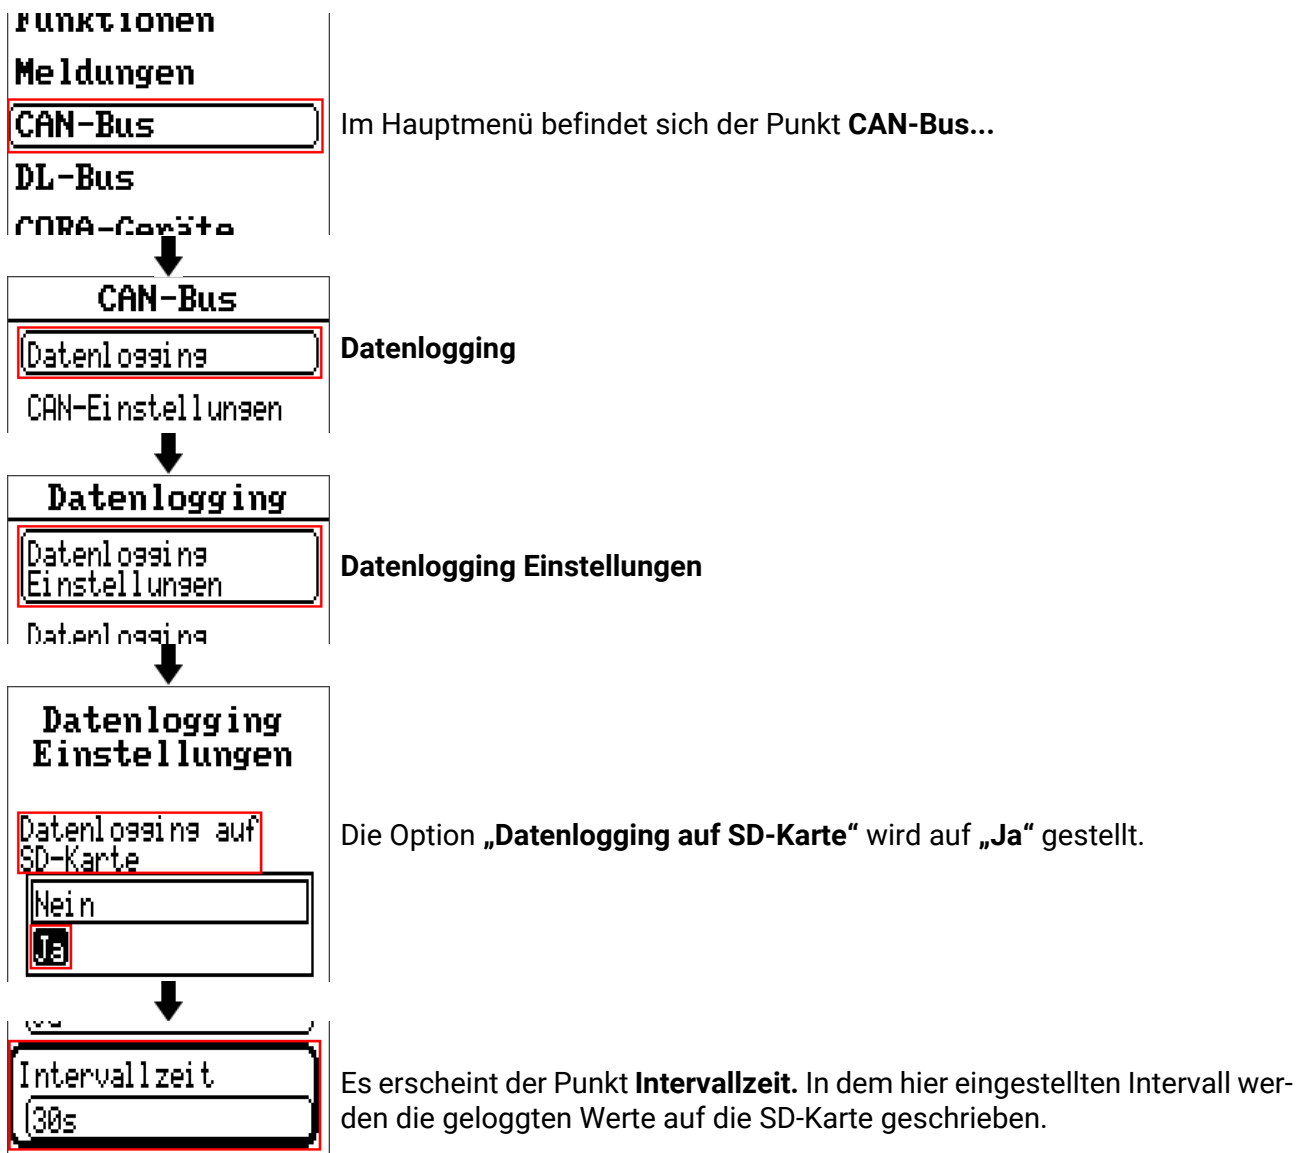 Funktionen
Meldungen
CAN-Bus
Im Hauptmenü befindet sich der Punkt CAN-Bus...
DL-Bus
CORA-Geräte
CAN-Bus
Datenlogging
Datenlogging
CAN-Einstellungen
Datenlogging
Datenlogging
Einstellungen
Datenlogging Einstellungen
Datenlogging
Datenlogging
Einstellungen
Datenlogging auf
SD-Karte
Die Option „Datenlogging auf SD-Karte“ wird auf „Ja“ gestellt.
Nein
Ja
Intervallzeit
30s
Es erscheint der Punkt Intervallzeit. In dem hier eingestellten Intervall wer-
den die geloggten Werte auf die SD-Karte geschrieben.